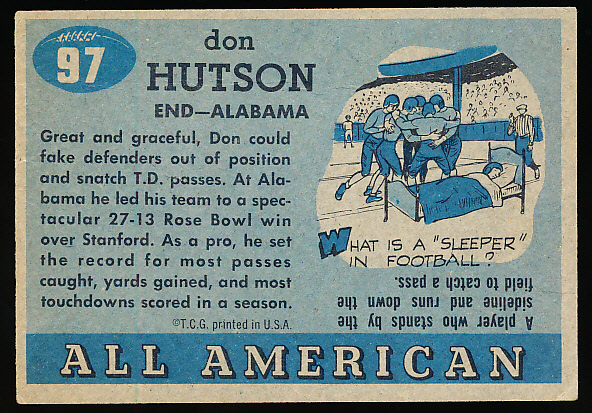 97
don
HUTSON
END—ALABAMA
Great and graceful, Don could
fake defenders out of position
and snatch T.D. passes. At Ala-
bama he led his team to a spec-
tacular 27-13 Rose Bowl win
over Stanford. As a pro, he set
the record for most passes
caught, yards gained, and most
touchdowns scored in a season.
©T.C.G. printed in U.S.A.
WHAT IS A "SLEEPER"
IN FOOTBALL?
A player who stands by the
sideline and runs down the
field to catch a pass.
ALL AMERICAN